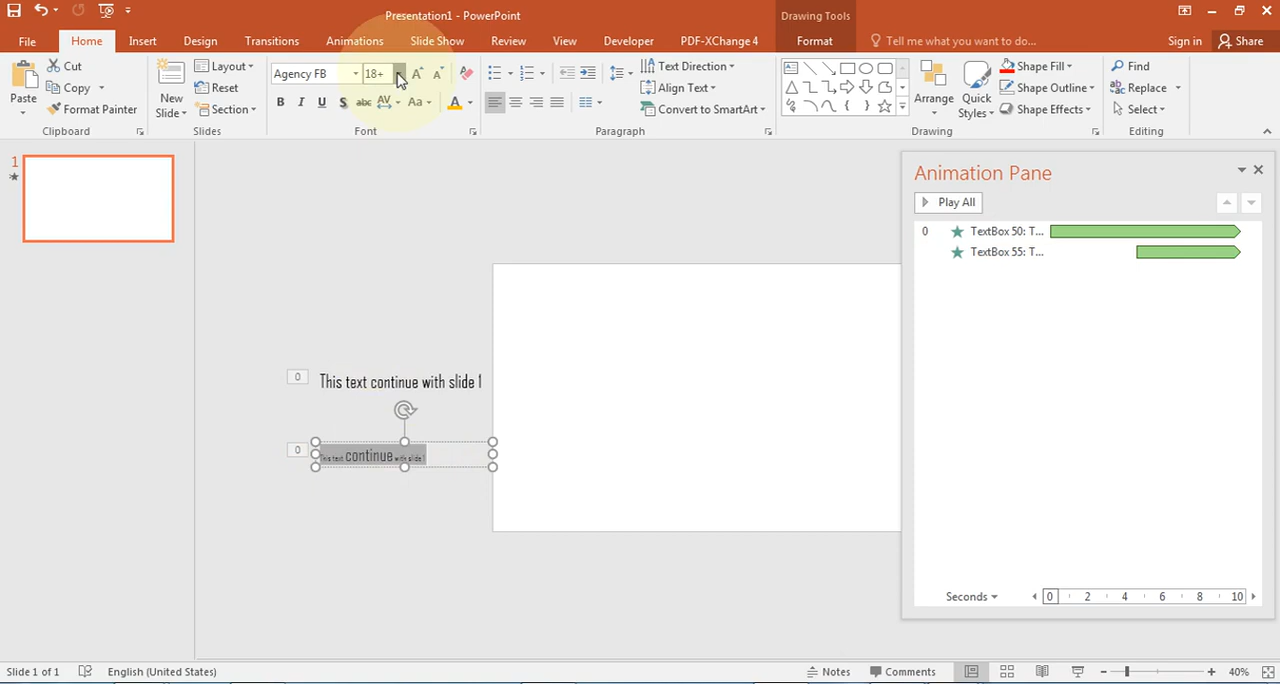 Presentation1 - PowerPoint
Drawing Tools
File
Home
Insert
Design
Transitions
Animations
Slide Show
Review
View
Developer
PDF-XChange 4
Format
Tell me what you want to do...
Sign in
Share
Paste
Cut
Copy
Format Painter
Clipboard
New
Slide
Layout
Reset
Section
Slides
Agency FB
18+
B I U S abc AV Aa A
Font
Text Direction
Align Text
Convert to SmartArt
Paragraph
Arrange
Quick
Styles
Shape Fill
Shape Outline
Shape Effects
Drawing
Find
Replace
Select
Editing
1
Animation Pane
Play All
0 TextBox 50: T...
TextBox 55: T...
0 This text continue with slide 1
0 This text continue with slide 1
Seconds
0 2 4 6 8 10
Slide 1 of 1
English (United States)
Notes
Comments
40%